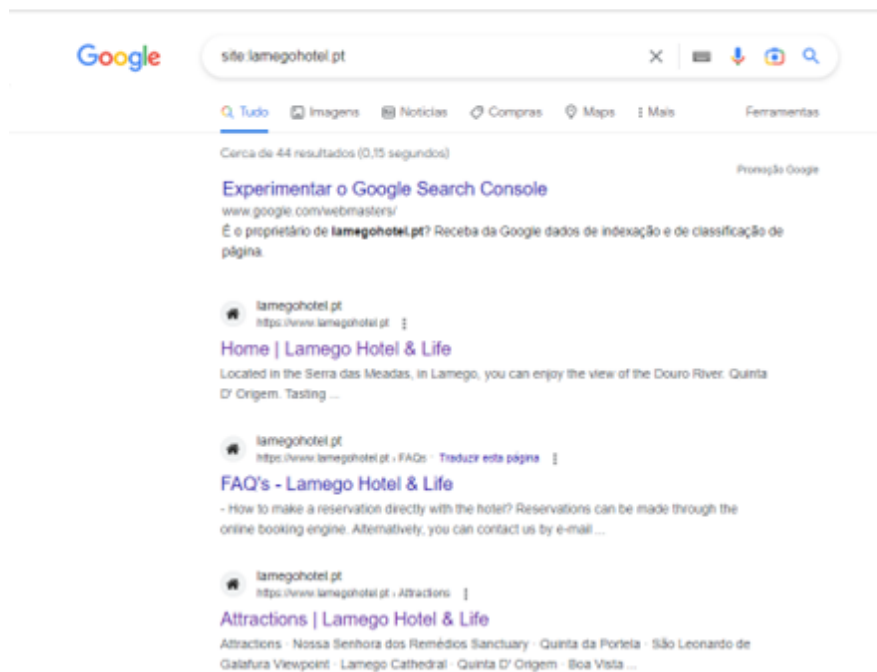 Google
site:lamegohotel.pt
Tudo Imagens Notícias Compras Maps Mais Ferramentas
Cerca de 44 resultados (0,15 segundos)
Promoção Google
Experimentar o Google Search Console
www.google.com/webmasters/
É o proprietário de lamegohotel.pt? Receba da Google dados de indexação e de classificação de
página.
lamegohotel.pt
https://www.lamegohotel.pt
Home | Lamego Hotel & Life
Located in the Serra das Meadas, in Lamego, you can enjoy the view of the Douro River. Quinta
D' Origem. Tasting ...
lamegohotel.pt
https://www.lamegohotel.pt › FAQs · Traduzir esta página
FAQ's - Lamego Hotel & Life
- How to make a reservation directly with the hotel? Reservations can be made through the
online booking engine. Alternatively, you can contact us by e-mail ...
lamegohotel.pt
https://www.lamegohotel.pt › Attractions
Attractions | Lamego Hotel & Life
Attractions · Nossa Senhora dos Remédios Sanctuary · Quinta da Portela · São Leonardo de
Galafura Viewpoint · Lamego Cathedral · Quinta D' Origem · Boa Vista ...